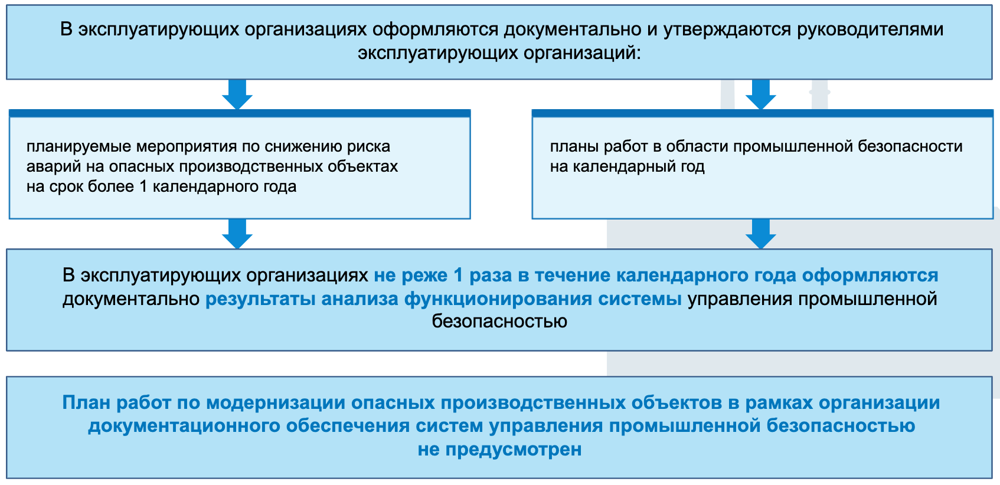 В эксплуатирующих организациях оформляются документально и утверждаются руководителями
эксплуатирующих организаций:
планируемые мероприятия по снижению риска
аварий на опасных производственных объектах
на срок более 1 календарного года
планы работ в области промышленной безопасности
на календарный год
В эксплуатирующих организациях не реже 1 раза в течение календарного года оформляются
документально результаты анализа функционирования системы управления промышленной
безопасностью
План работ по модернизации опасных производственных объектов в рамках организации
документационного обеспечения систем управления промышленной безопасностью
не предусмотрен